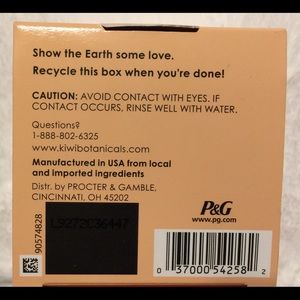 Show the Earth some love.
Recycle this box when you're done!
CAUTION: AVOID CONTACT WITH EYES. IF
CONTACT OCCURS, RINSE WELL WITH WATER.
Questions?
1-888-802-6325
www.kiwibotanicals.com
Manufactured in USA from local
and imported ingredients
Distr. by PROCTER & GAMBLE,
CINCINNATI, OH 45202
L9272C36447
90574828
P&G
www.pg.com
0 37000 54258 2